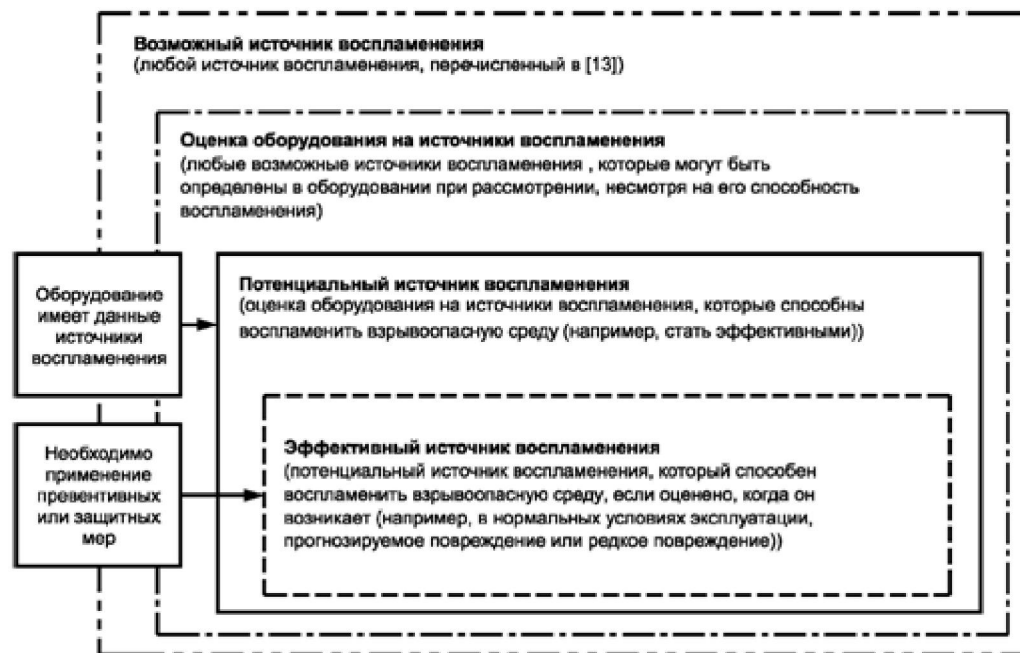 Возможный источник воспламенения
(любой источник воспламенения, перечисленный в [13])
Оценка оборудования на источники воспламенения
(любые возможные источники воспламенения , которые могут быть
определены в оборудовании при рассмотрении, несмотря на его способность
воспламенения)
Оборудование
имеет данные
источники
воспламенения
Потенциальный источник воспламенения
(оценка оборудования на источники воспламенения, которые способны
воспламенить взрывоопасную среду (например, стать эффективными))
Необходимо
применение
превентивных
или защитных
мер
Эффективный источник воспламенения
(потенциальный источник воспламенения, который способен
воспламенить взрывоопасную среду, если оценено, когда он
возникает (например, в нормальных условиях эксплуатации,
прогнозируемое повреждение или редкое повреждение))